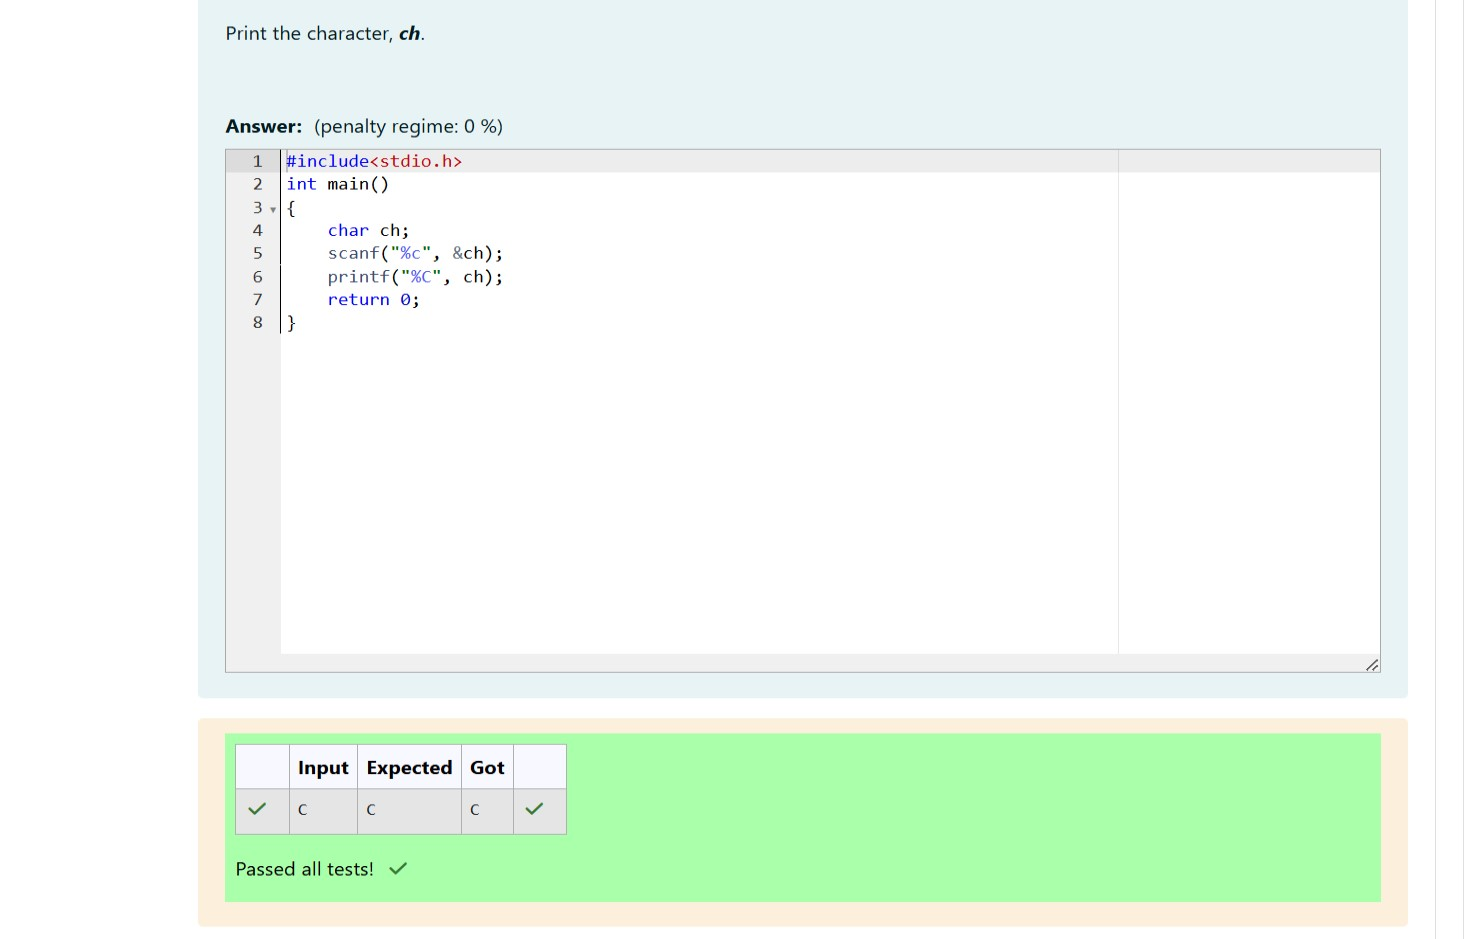 Print the character, ch.
Answer: (penalty regime: 0 %)
1 #include<stdio.h>
2 int main()
3 {
4 char ch;
5 scanf("%c", &ch);
6 printf("%C", ch);
7 return 0;
8 }
Input Expected Got
C C C
Passed all tests!